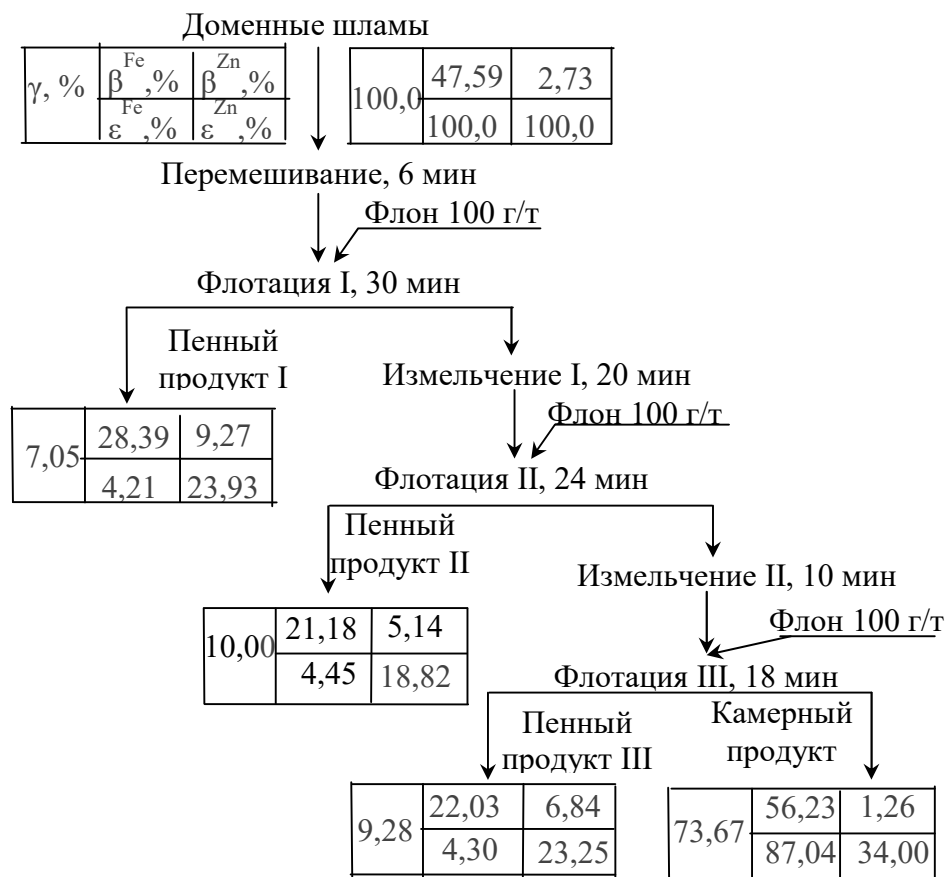 Доменные шламы
γ, %
β^Fe,%
β^Zn,%
ε^Fe,%
ε^Zn,%
100,0
47,59
2,73
100,0
100,0
Перемешивание, 6 мин
Флон 100 г/т
Флотация I, 30 мин
Пенный
продукт I
Измельчение I, 20 мин
7,05
28,39
9,27
4,21
23,93
Флон 100 г/т
Флотация II, 24 мин
Пенный
продукт II
Измельчение II, 10 мин
10,00
21,18
5,14
4,45
18,82
Флон 100 г/т
Флотация III, 18 мин
Пенный
продукт III
Камерный
продукт
9,28
22,03
6,84
4,30
23,25
73,67
56,23
1,26
87,04
34,00